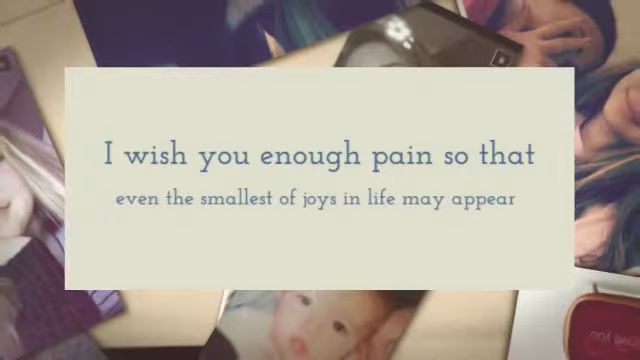 I wish you enough pain so that
even the smallest of joys in life may appear